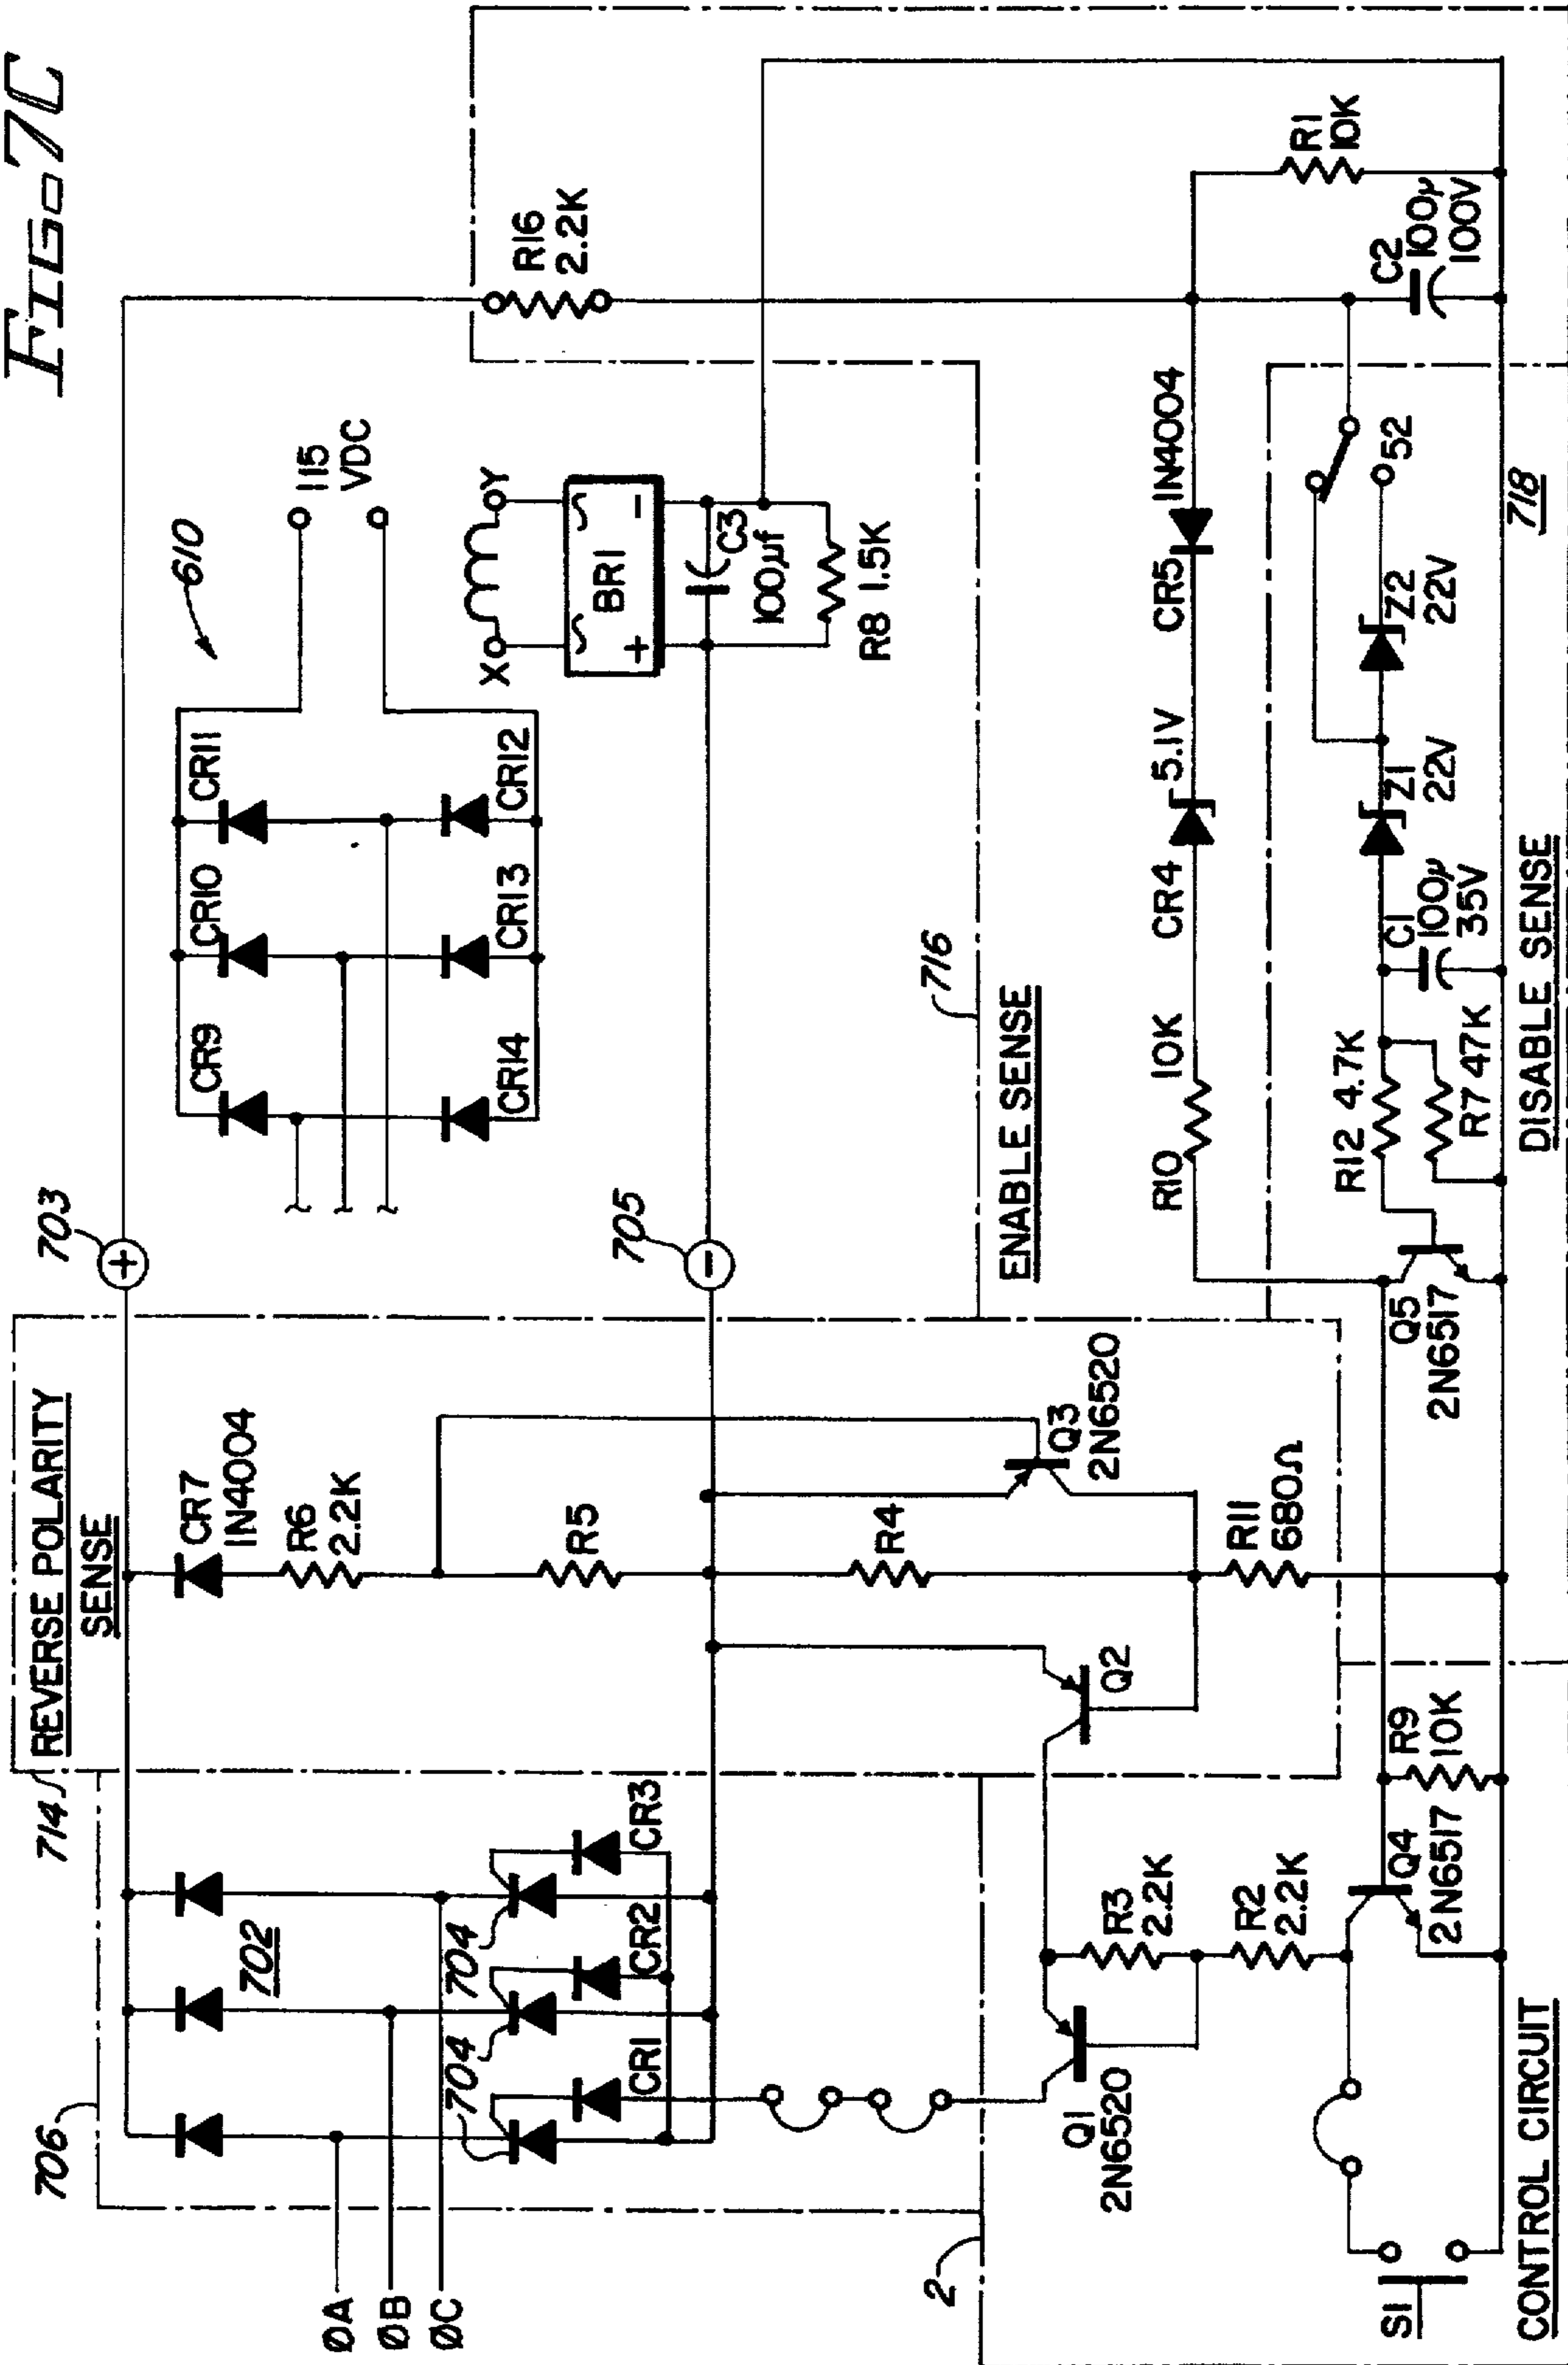 FIG-7C
714
REVERSE POLARITY
SENSE
703
+
610
115
VDC
706
702
CR7
1N4004
R6
2.2K
CR9
CR10
CR11
CR14
CR13
CR12
R16
2.2K
ØA
ØB
ØC
704
704
704
CR1
CR2
CR3
R5
705
-
X
Y
BR1
+
-
C3
100µf
R8 1.5K
2
Q1
2N6520
R3
2.2K
R2
2.2K
Q2
R4
Q3
2N6520
R11
680Ω
716
ENABLE SENSE
R10
10K
CR4
5.1V
CR5
1N4004
R1
10K
C2
100µ
100V
S1
Q4
2N6517
R9
10K
Q5
2N6517
R12 4.7K
R7 47K
C1
100µ
35V
Z1
22V
Z2
22V
52
CONTROL CIRCUIT
DISABLE SENSE
718